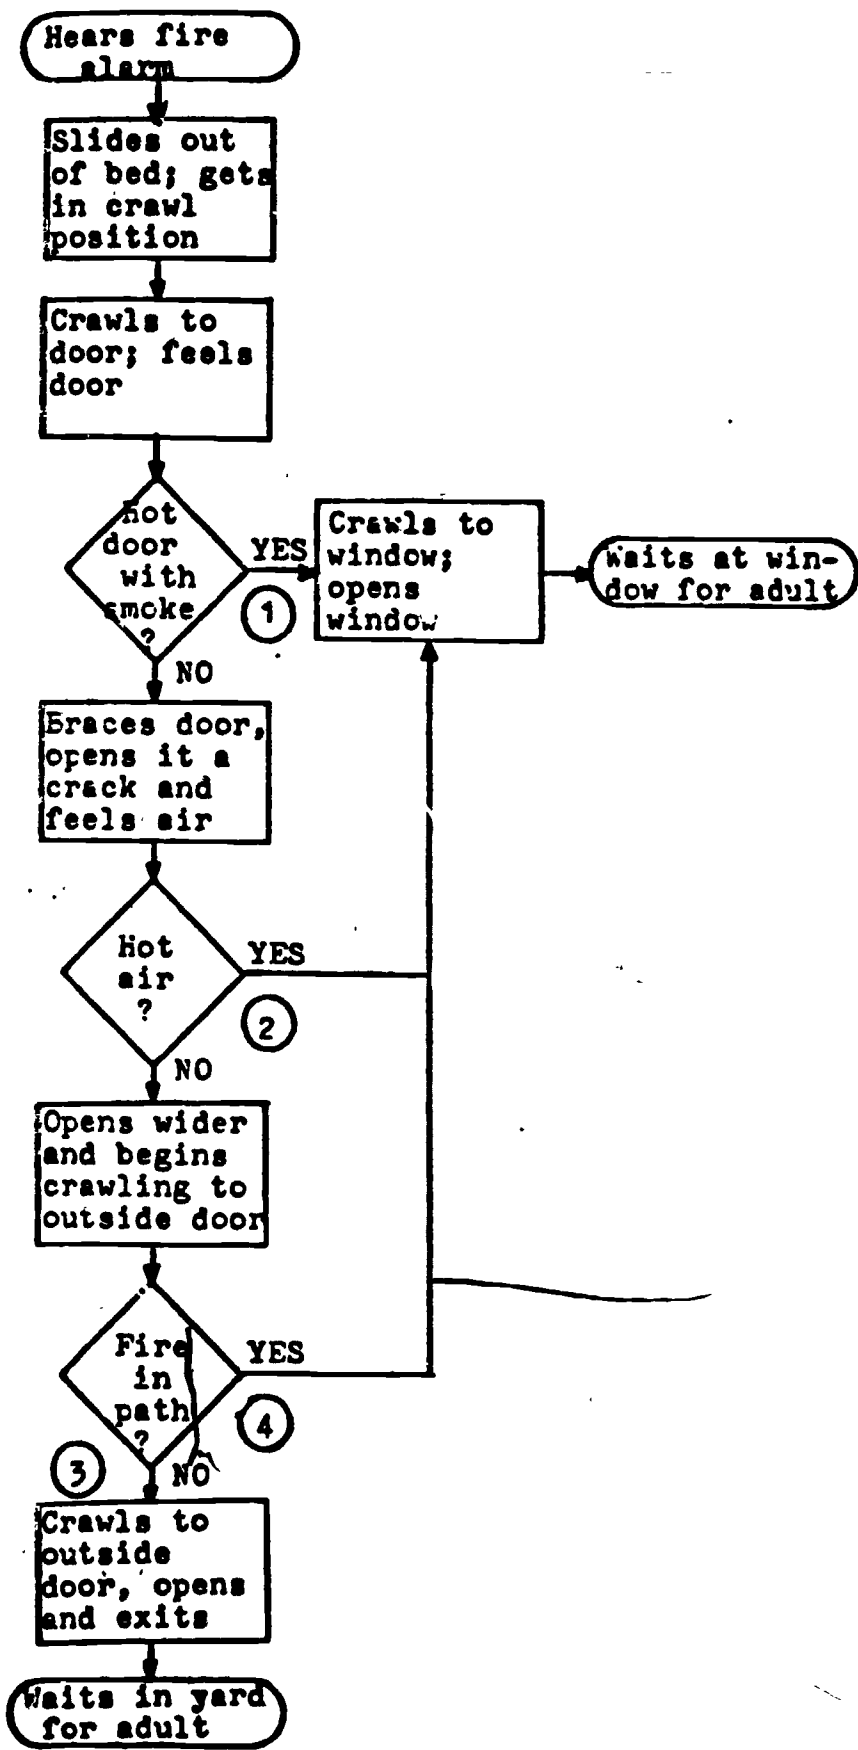 Hears fire
alarm
Slides out
of bed; gets
in crawl
position
Crawls to
door; feels
door
Hot
door
with
smoke
?
YES
1
Crawls to
window;
opens
window
Waits at win-
dow for adult
NO
Braces door,
opens it a
crack and
feels air
Hot
air
?
YES
2
NO
Opens wider
and begins
crawling to
outside door
Fire
in
path
?
YES
4
3
NO
Crawls to
outside
door, opens
and exits
Waits in yard
for adult